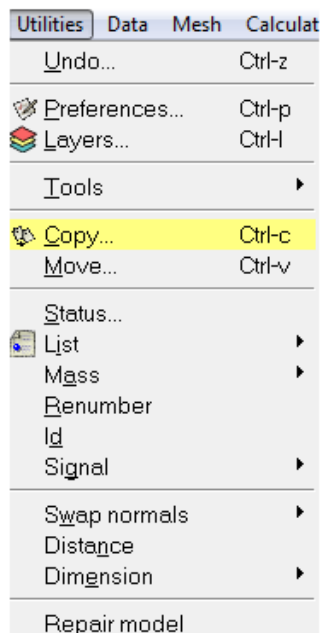 Utilities Data Mesh Calculat
Undo... Ctrl-z
Preferences... Ctrl-p
Layers... Ctrl-l
Tools
Copy... Ctrl-c
Move... Ctrl-v
Status...
List
Mass
Renumber
Id
Signal
Swap normals
Distance
Dimension
Repair model